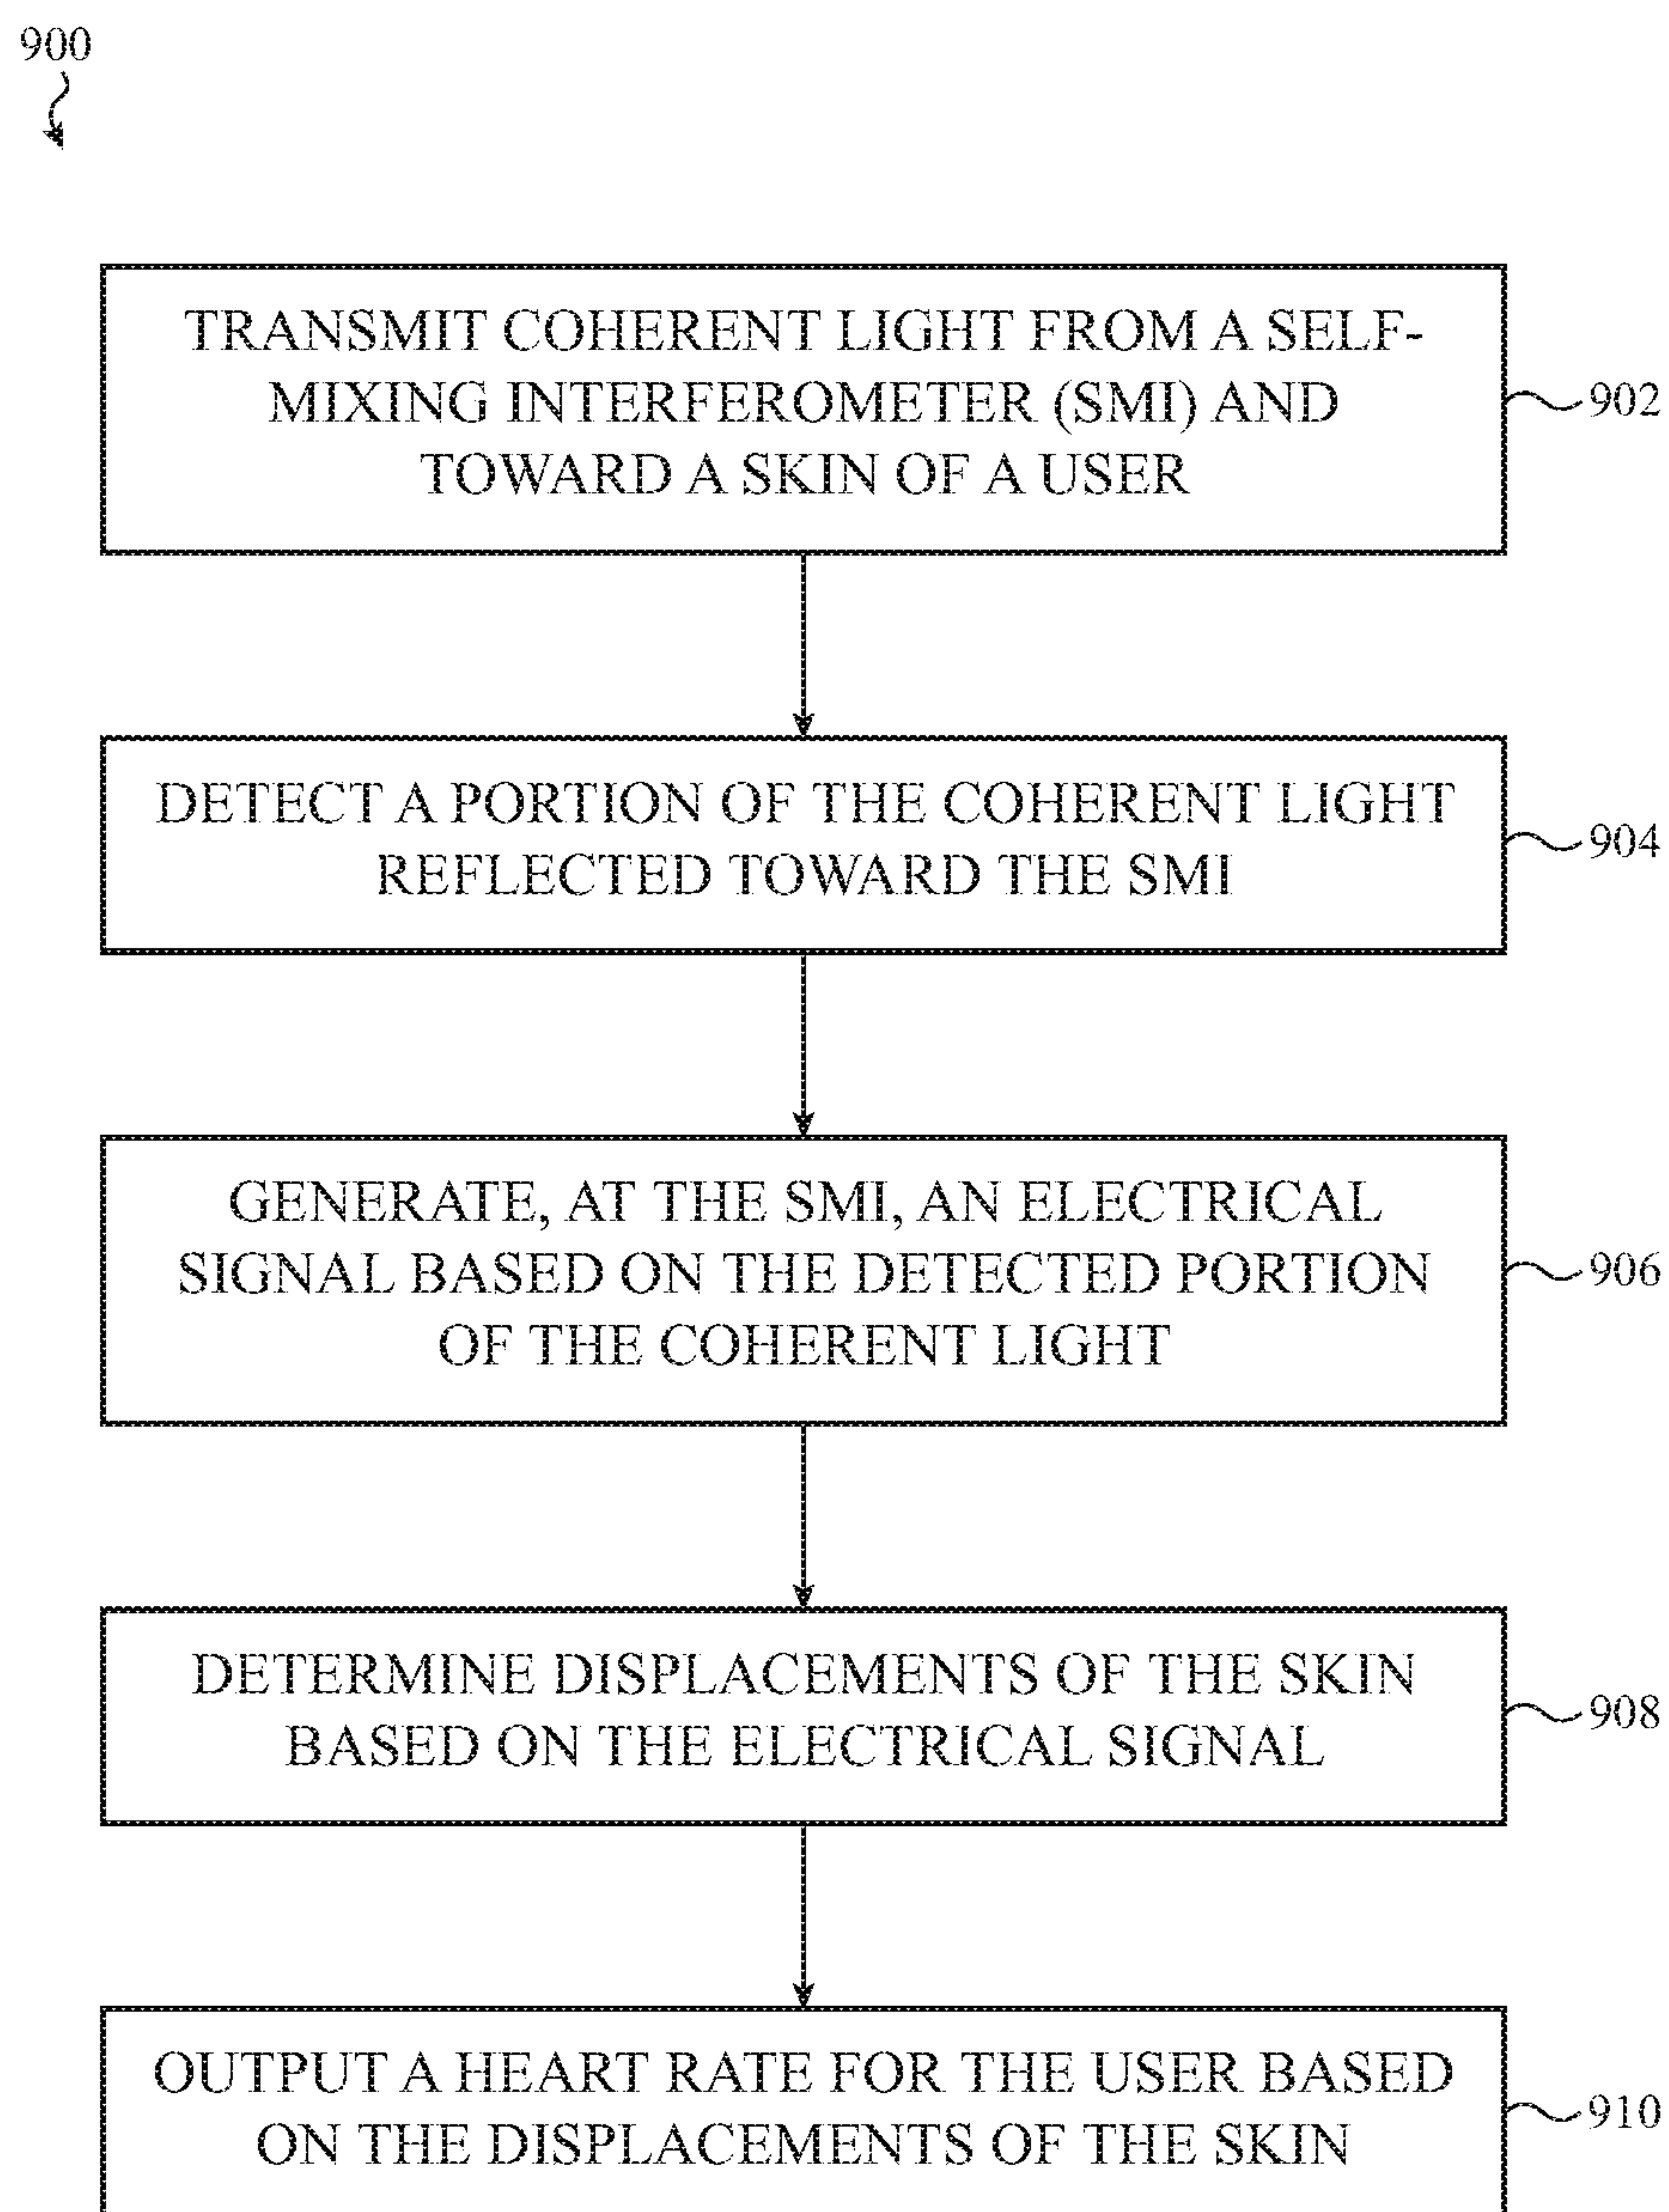 900
TRANSMIT COHERENT LIGHT FROM A SELF-
MIXING INTERFEROMETER (SMI) AND
TOWARD A SKIN OF A USER
902
DETECT A PORTION OF THE COHERENT LIGHT
REFLECTED TOWARD THE SMI
904
GENERATE, AT THE SMI, AN ELECTRICAL
SIGNAL BASED ON THE DETECTED PORTION
OF THE COHERENT LIGHT
906
DETERMINE DISPLACEMENTS OF THE SKIN
BASED ON THE ELECTRICAL SIGNAL
908
OUTPUT A HEART RATE FOR THE USER BASED
ON THE DISPLACEMENTS OF THE SKIN
910